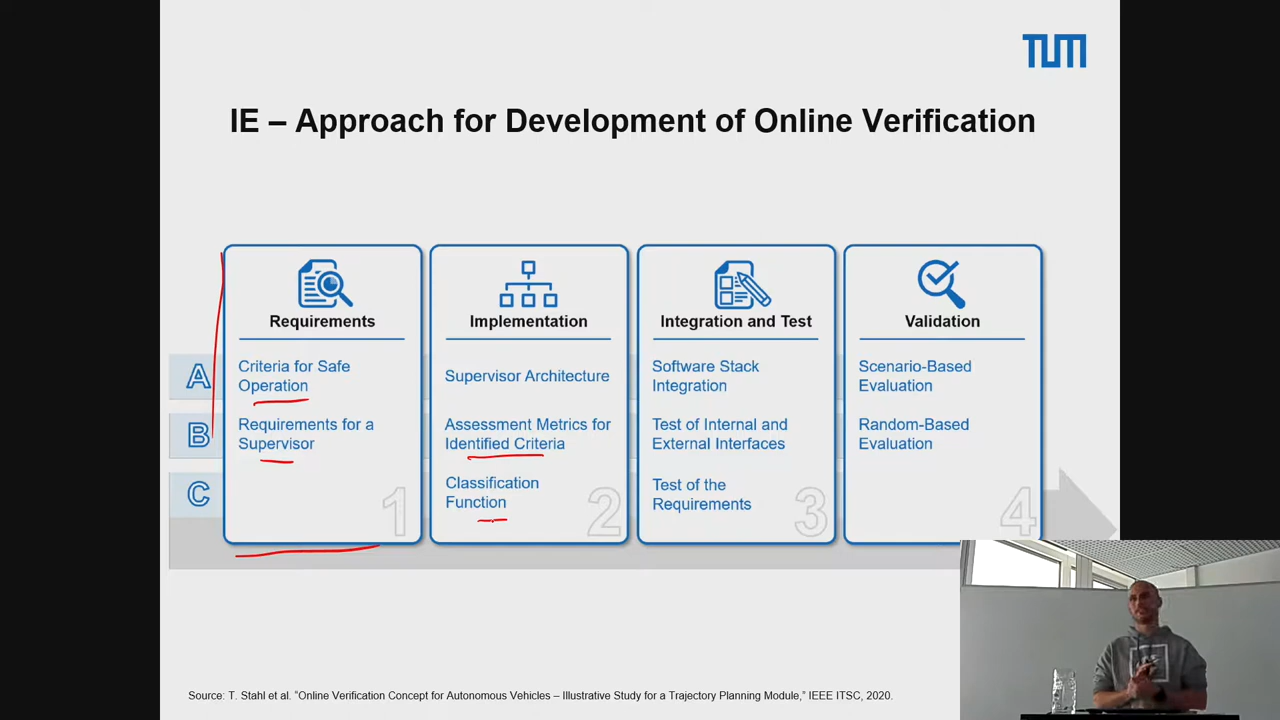 TUM
IE – Approach for Development of Online Verification
A
B
C
Requirements
Criteria for Safe
Operation
Requirements for a
Supervisor
1
Implementation
Supervisor Architecture
Assessment Metrics for
Identified Criteria
Classification
Function
2
Integration and Test
Software Stack
Integration
Test of Internal and
External Interfaces
Test of the
Requirements
3
Validation
Scenario-Based
Evaluation
Random-Based
Evaluation
4
Source: T. Stahl et al. "Online Verification Concept for Autonomous Vehicles – Illustrative Study for a Trajectory Planning Module," IEEE ITSC, 2020.